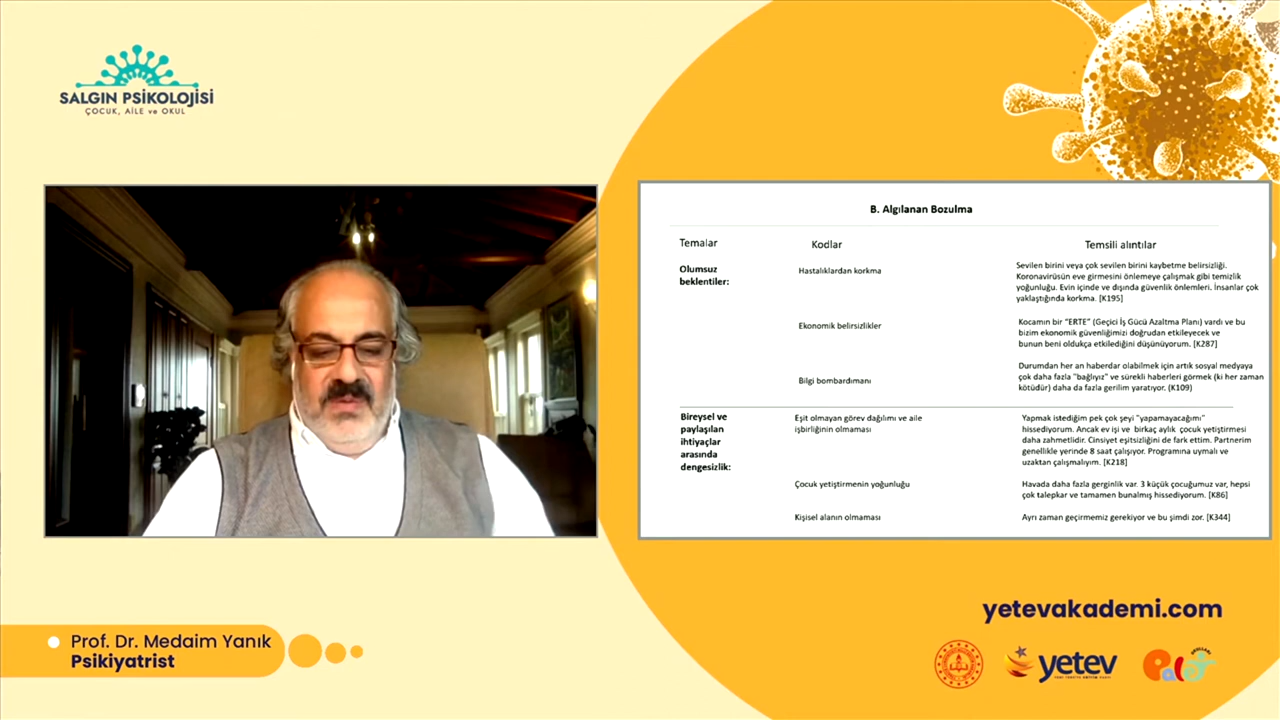 SALGIN PSİKOLOJİSİ
ÇOCUK, AİLE ve OKUL
B. Algılanan Bozulma
Temalar
Kodlar
Temsili alıntılar
Olumsuz
beklentiler:
Hastalıklardan korkma
Sevilen birini veya çok sevilen birini kaybetme belirsizliği.
Koronavirüsün eve girmesini önlemeye çalışmak gibi temizlik
yoğunluğu. Evin içinde ve dışında güvenlik önlemleri. İnsanlar çok
yaklaştığında korkma. [K195]
Ekonomik belirsizlikler
Kocamın bir "ERTE" (Geçici İş Gücü Azaltma Planı) vardı ve bu
bizim ekonomik güvenliğimizi doğrudan etkileyecek ve
bunun beni oldukça etkilediğini düşünüyorum. [K287]
Bilgi bombardımanı
Durumdan her an haberdar olabilmek için artık sosyal medyaya
çok daha fazla "bağlıyız" ve sürekli haberleri görmek (ki her zaman
kötüdür) daha da fazla gerilim yaratıyor. (K109)
Bireysel ve
paylaşılan
ihtiyaçlar
arasında
dengesizlik:
Eşit olmayan görev dağılımı ve aile
işbirliğinin olmaması
Yapmak istediğim pek çok şeyi "yapamayacağımı"
hissediyorum. Ancak ev işi ve birkaç aylık çocuk yetiştirmesi
daha zahmetlidir. Cinsiyet eşitsizliğini de fark ettim. Partnerim
genellikle yerinde 8 saat çalışıyor. Programına uymalı ve
uzaktan çalışmalıyım. [K218]
Çocuk yetiştirmenin yoğunluğu
Havada daha fazla gerginlik var. 3 küçük çocuğumuz var, hepsi
çok talepkar ve tamamen bunalmış hissediyorum. [K86]
Kişisel alanın olmaması
Ayrı zaman geçirmemiz gerekiyor ve bu şimdi zor. [K344]
Prof. Dr. Medaim Yanık
Psikiyatrist
yetevakademi.com
yetev
Palet
OKULLARI